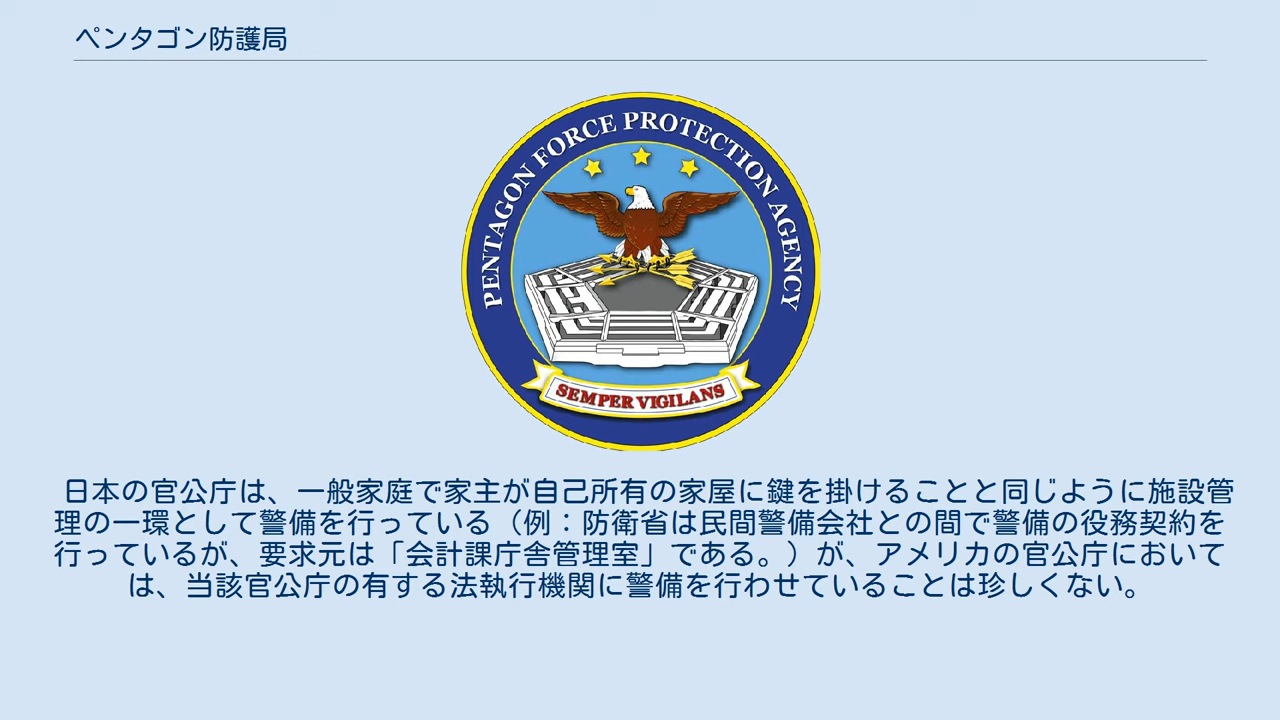 ペンタゴン防護局
PENTAGON FORCE PROTECTION AGENCY
SEMPER VIGILANS
日本の官公庁は、一般家庭で家主が自己所有の家屋に鍵を掛けることと同じように施設管
理の一環として警備を行っている（例：防衛省は民間警備会社との間で警備の役務契約を
行っているが、要求元は「会計課庁舎管理室」である。）が、アメリカの官公庁において
は、当該官公庁の有する法執行機関に警備を行わせていることは珍しくない。